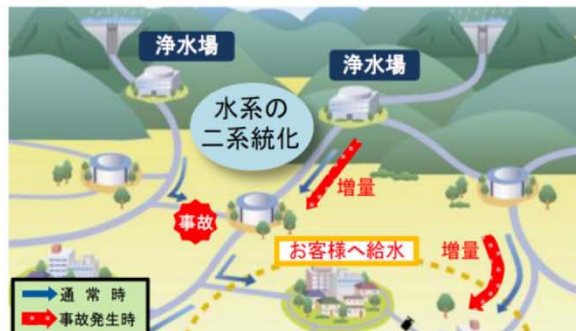 浄水場
浄水場
水系の
二系統化
増量
事故
お客様へ給水
増量
通常時
事故発生時